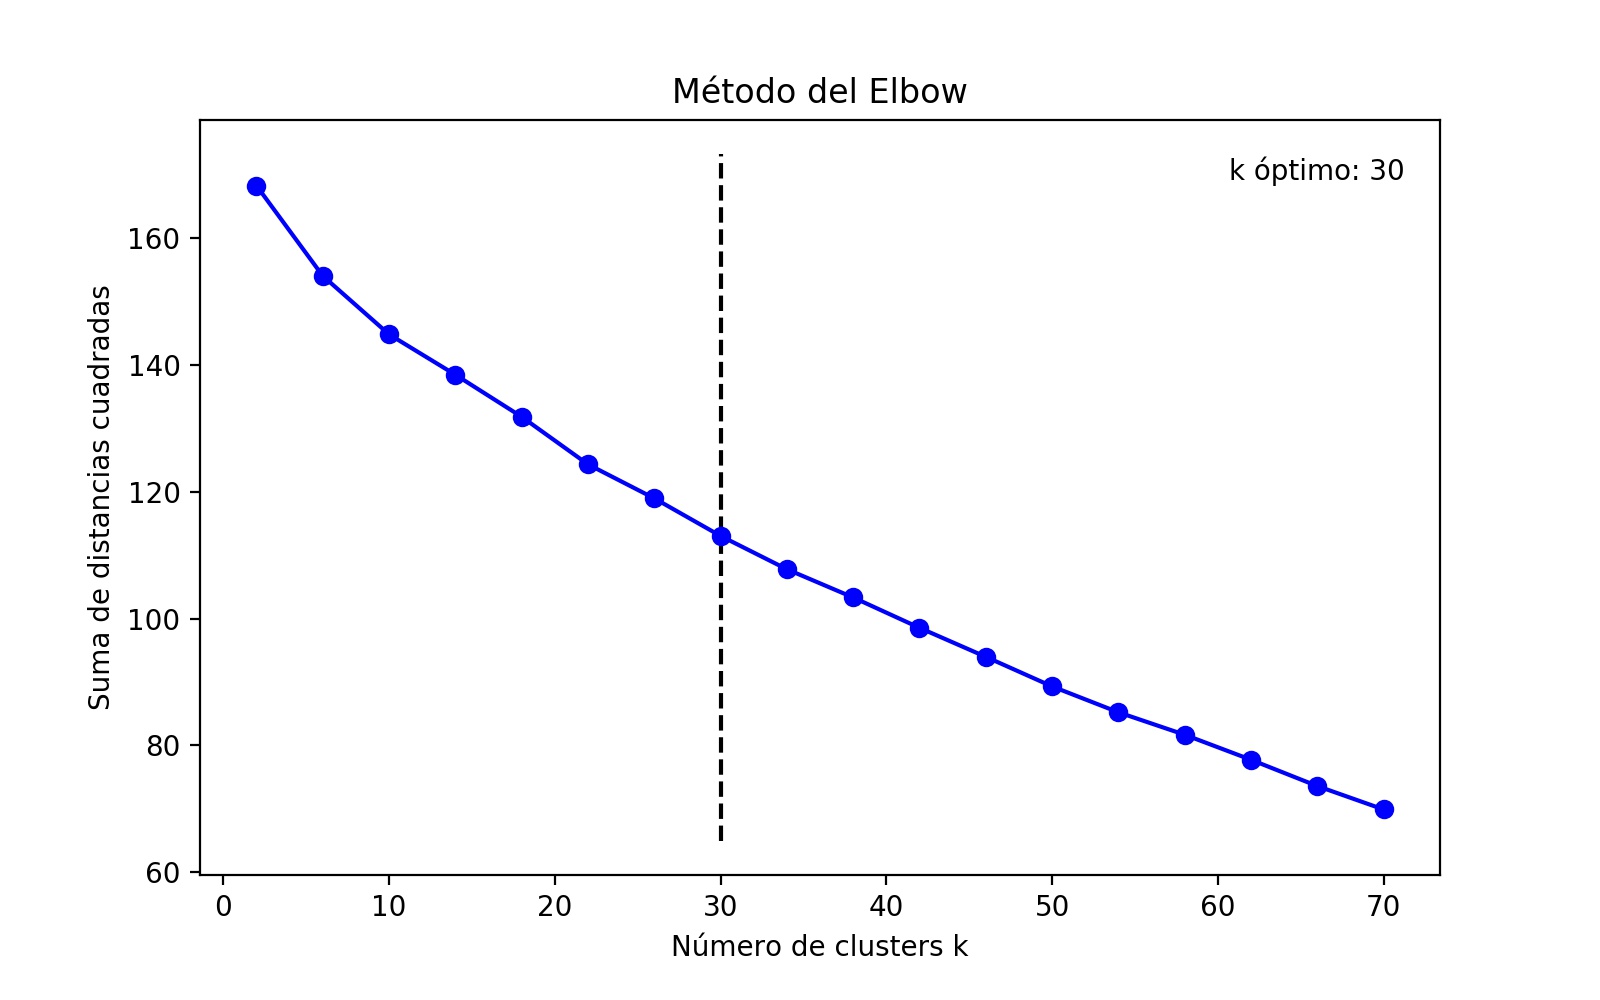 Método del Elbow
k óptimo: 30
Suma de distancias cuadradas
160
140
120
100
80
60
0 10 20 30 40 50 60 70
Número de clusters k